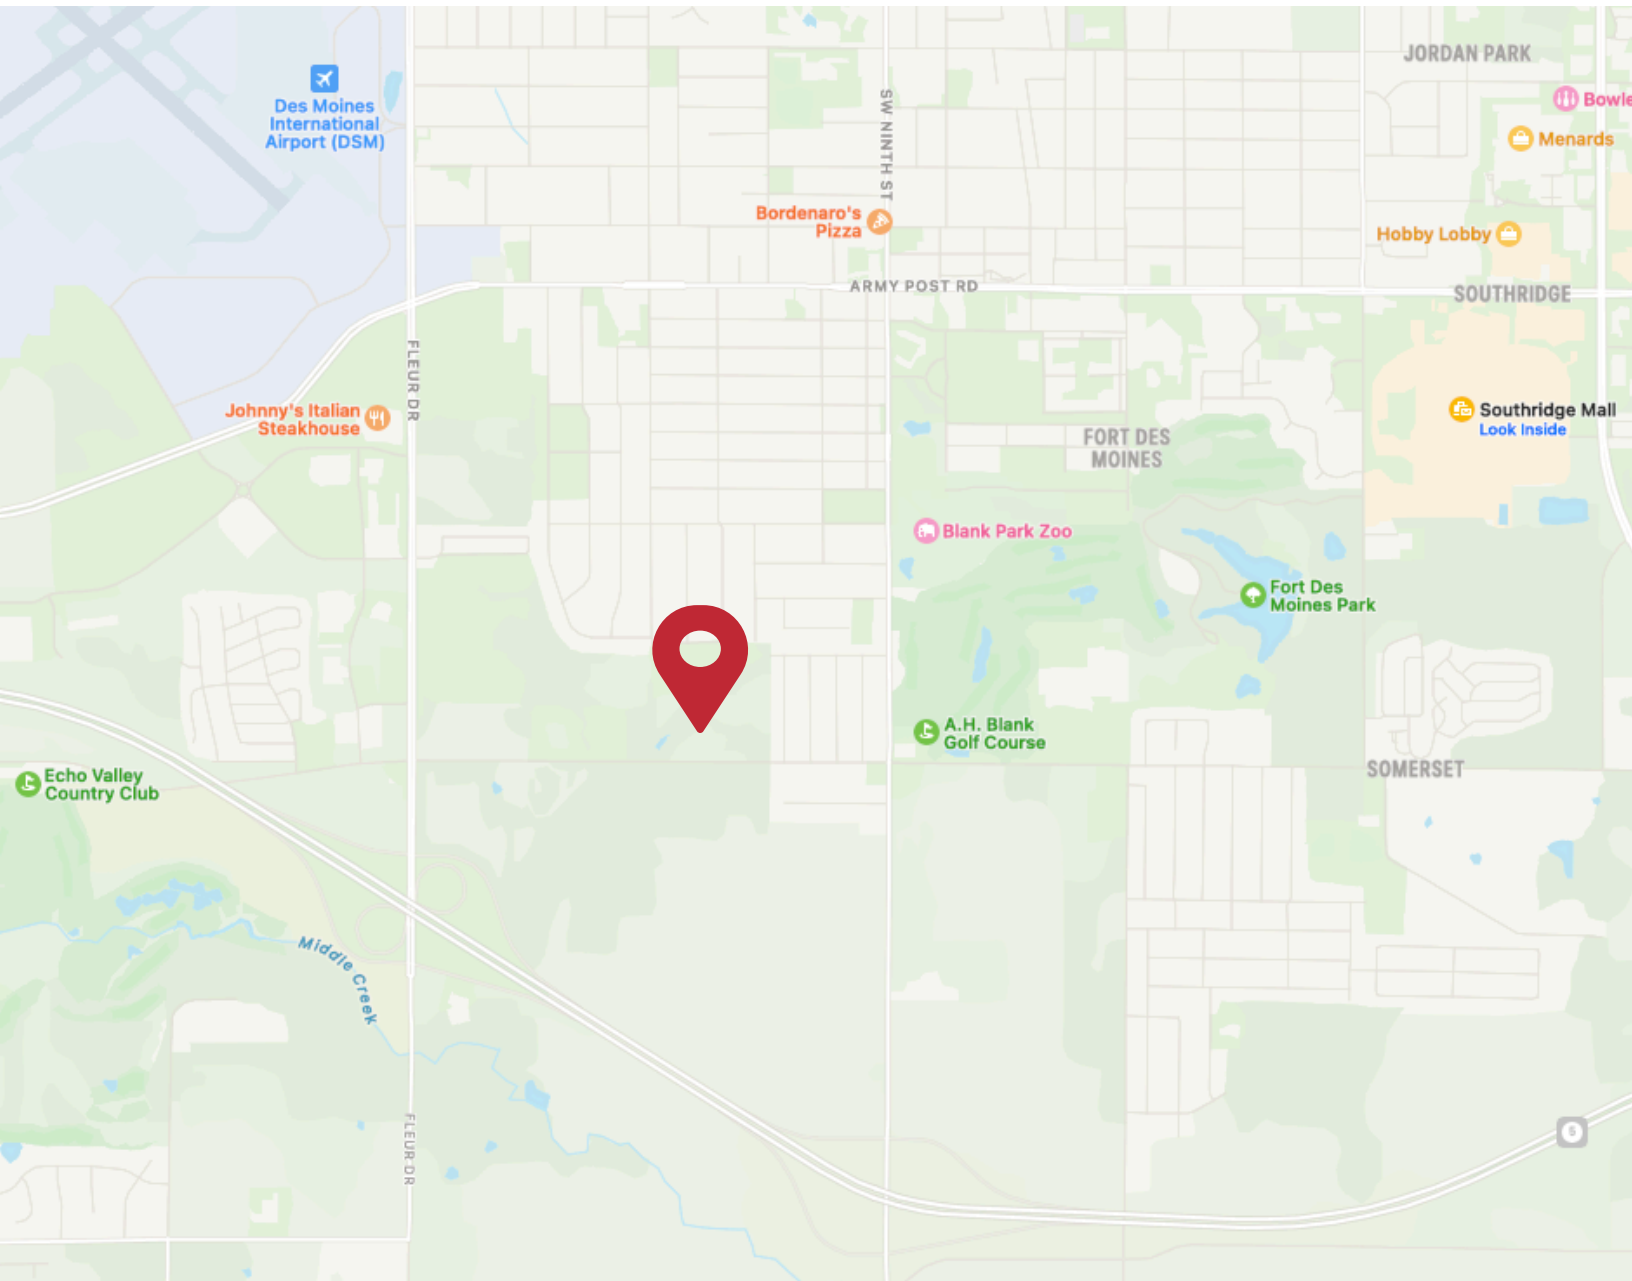 JORDAN PARK
Des Moines
International
Airport (DSM)
SW NINTH ST
Menards
Bordenaro's
Pizza
Hobby Lobby
ARMY POST RD
SOUTHRIDGE
FLEUR DR
Johnny's Italian
Steakhouse
Southridge Mall
Look Inside
FORT DES
MOINES
Blank Park Zoo
Fort Des
Moines Park
A.H. Blank
Golf Course
SOMERSET
Echo Valley
Country Club
Middle Creek
FLEUR DR
5